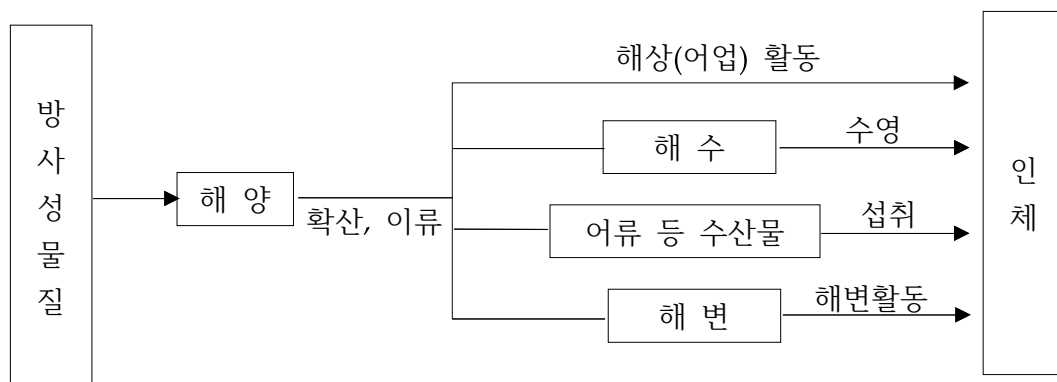 방사성물질
해 양
확산, 이류
해상(어업) 활동
해 수
수영
어류 등 수산물
섭취
해 변
해변활동
인체